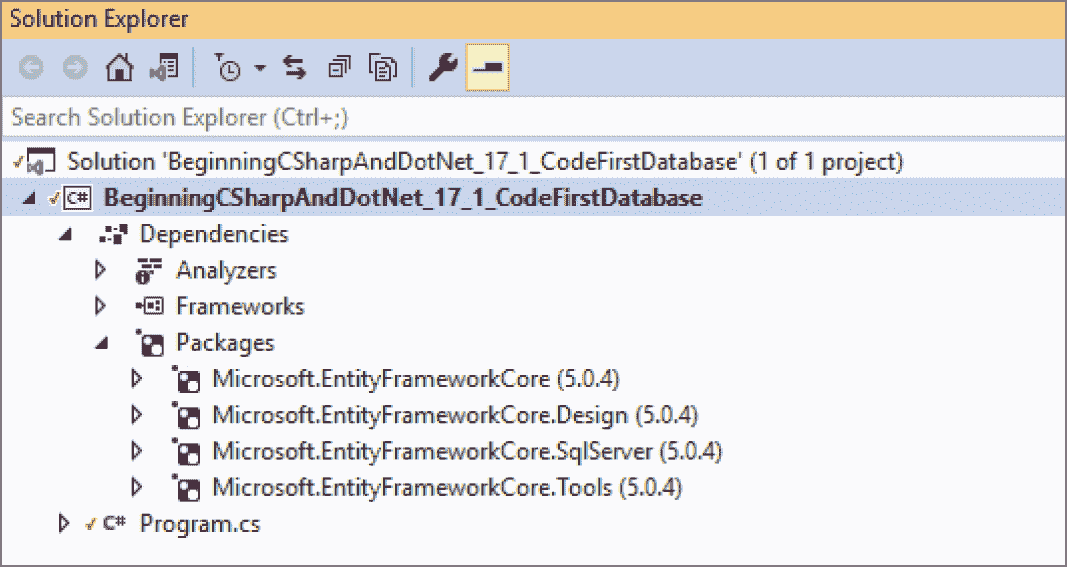 Solution Explorer
Search Solution Explorer (Ctrl+;)
Solution 'BeginningCSharpAndDotNet_17_1_CodeFirstDatabase' (1 of 1 project)
C# BeginningCSharpAndDotNet_17_1_CodeFirstDatabase
Dependencies
Analyzers
Frameworks
Packages
Microsoft.EntityFrameworkCore (5.0.4)
Microsoft.EntityFrameworkCore.Design (5.0.4)
Microsoft.EntityFrameworkCore.SqlServer (5.0.4)
Microsoft.EntityFrameworkCore.Tools (5.0.4)
C# Program.cs